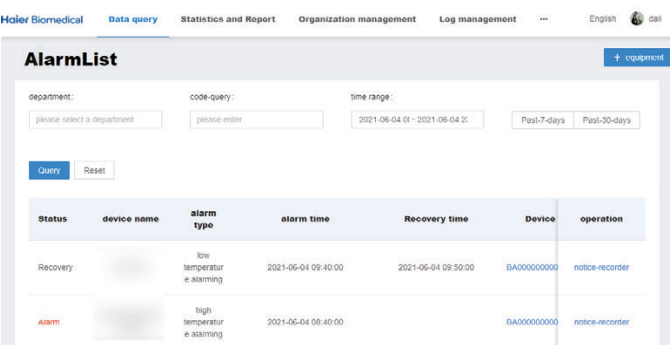 Haier Biomedical Data query Statistics and Report Organization management Log management ... English dali
AlarmList
+ equipment
department: code-query: time range:
please select a department please enter 2021-06-04 0( ~ 2021-06-04 2: Past-7-days Past-30-days
Query Reset
Status device name alarm type alarm time Recovery time Device operation
Recovery low temperatur e alarming 2021-06-04 09:40:00 2021-06-04 09:50:00 BA000000000 notice-recorder
Alarm high temperatur e alarming 2021-06-04 08:40:00 BA000000000 notice-recorder